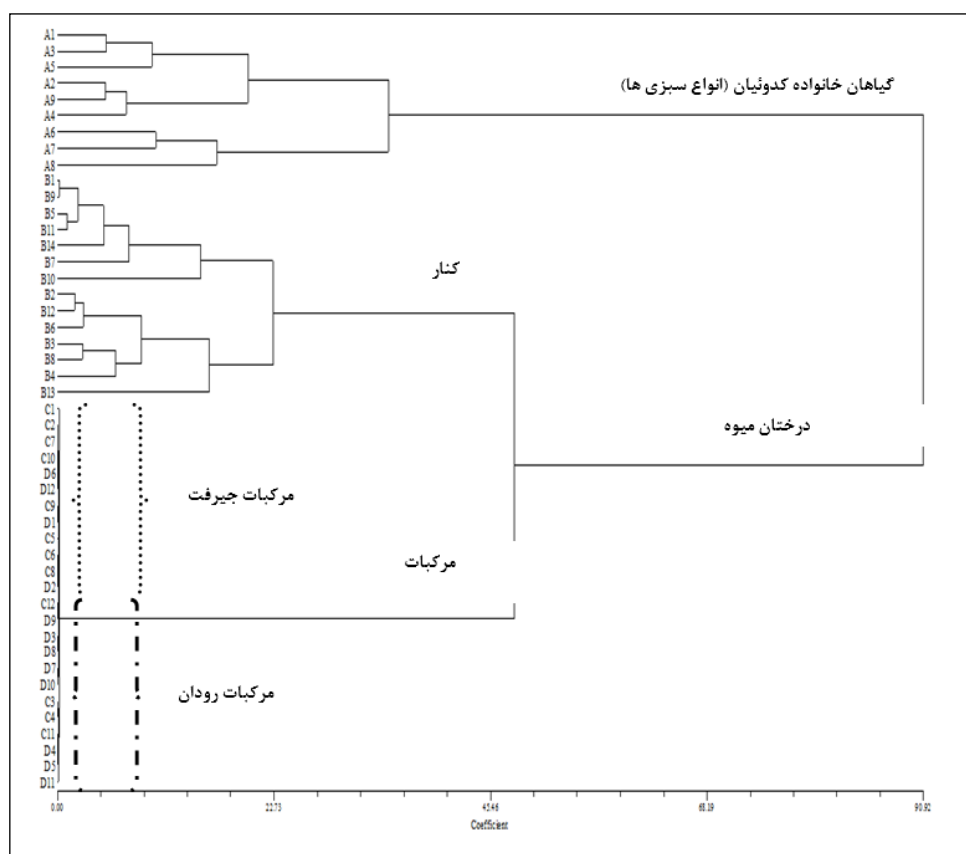 A1
A3
A5
گیاهان خانواده کدوئیان (انواع سبزی ها)
A2
A9
A4
A6
A7
A8
B1
B9
B5
B11
B14
B7
کنار
B10
B2
B12
B6
B3
B8
B4
B13
C1
C2
درختان میوه
C7
C10
D6
D12
مرکبات جیرفت
C9
D1
C5
C6
مرکبات
C8
D2
C12
D9
D3
D8
D7
D10
مرکبات رودان
C3
C4
C11
D4
D5
D11
0.00 22.73 45.46 68.19 90.92
Coefficient